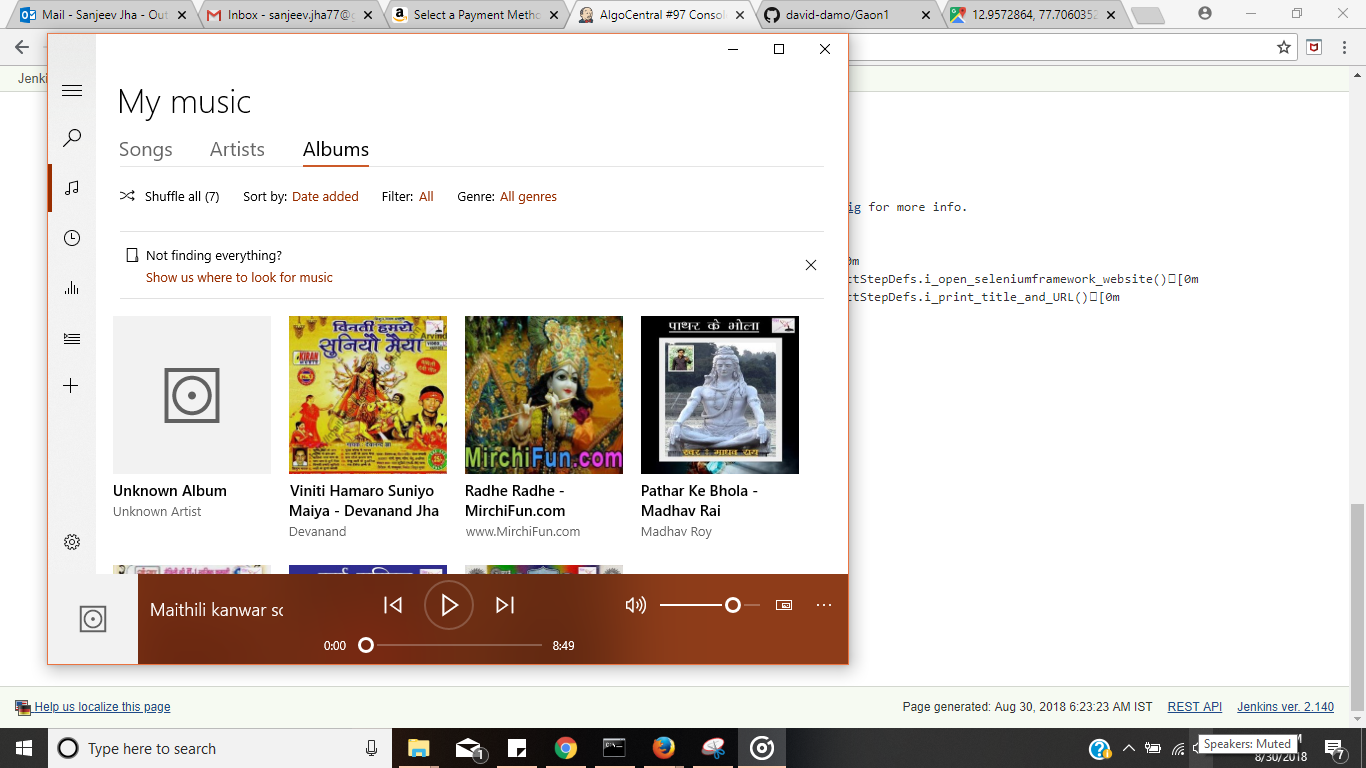 Mail - Sanjeev Jha - Out
Inbox - sanjeev.jha77@g
Select a Payment Metho
AlgoCentral #97 Consol
david-damo/Gaon1
12.9572864, 77.7060352
Jenki
My music
Songs
Artists
Albums
Shuffle all (7)
Sort by: Date added
Filter: All
Genre: All genres
ig for more info.
Not finding everything?
Show us where to look for music
0m
ctStepDefs.i_open_seleniumframework_website()[0m
ctStepDefs.i_print_title_and_URL()[0m
विनती हमरो
सुनियौ मैया
KIRAN
Arvind
MirchiFun.com
पाथर के भोला
स्वर : माधव राय
Unknown Album
Unknown Artist
Viniti Hamaro Suniyo
Maiya - Devanand Jha
Devanand
Radhe Radhe -
MirchiFun.com
www.MirchiFun.com
Pathar Ke Bhola -
Madhav Rai
Madhav Roy
Maithili kanwar so
0:00
8:49
Help us localize this page
Page generated: Aug 30, 2018 6:23:23 AM IST
REST API
Jenkins ver. 2.140
Type here to search
1
Speakers: Muted
M
8/30/2018
7